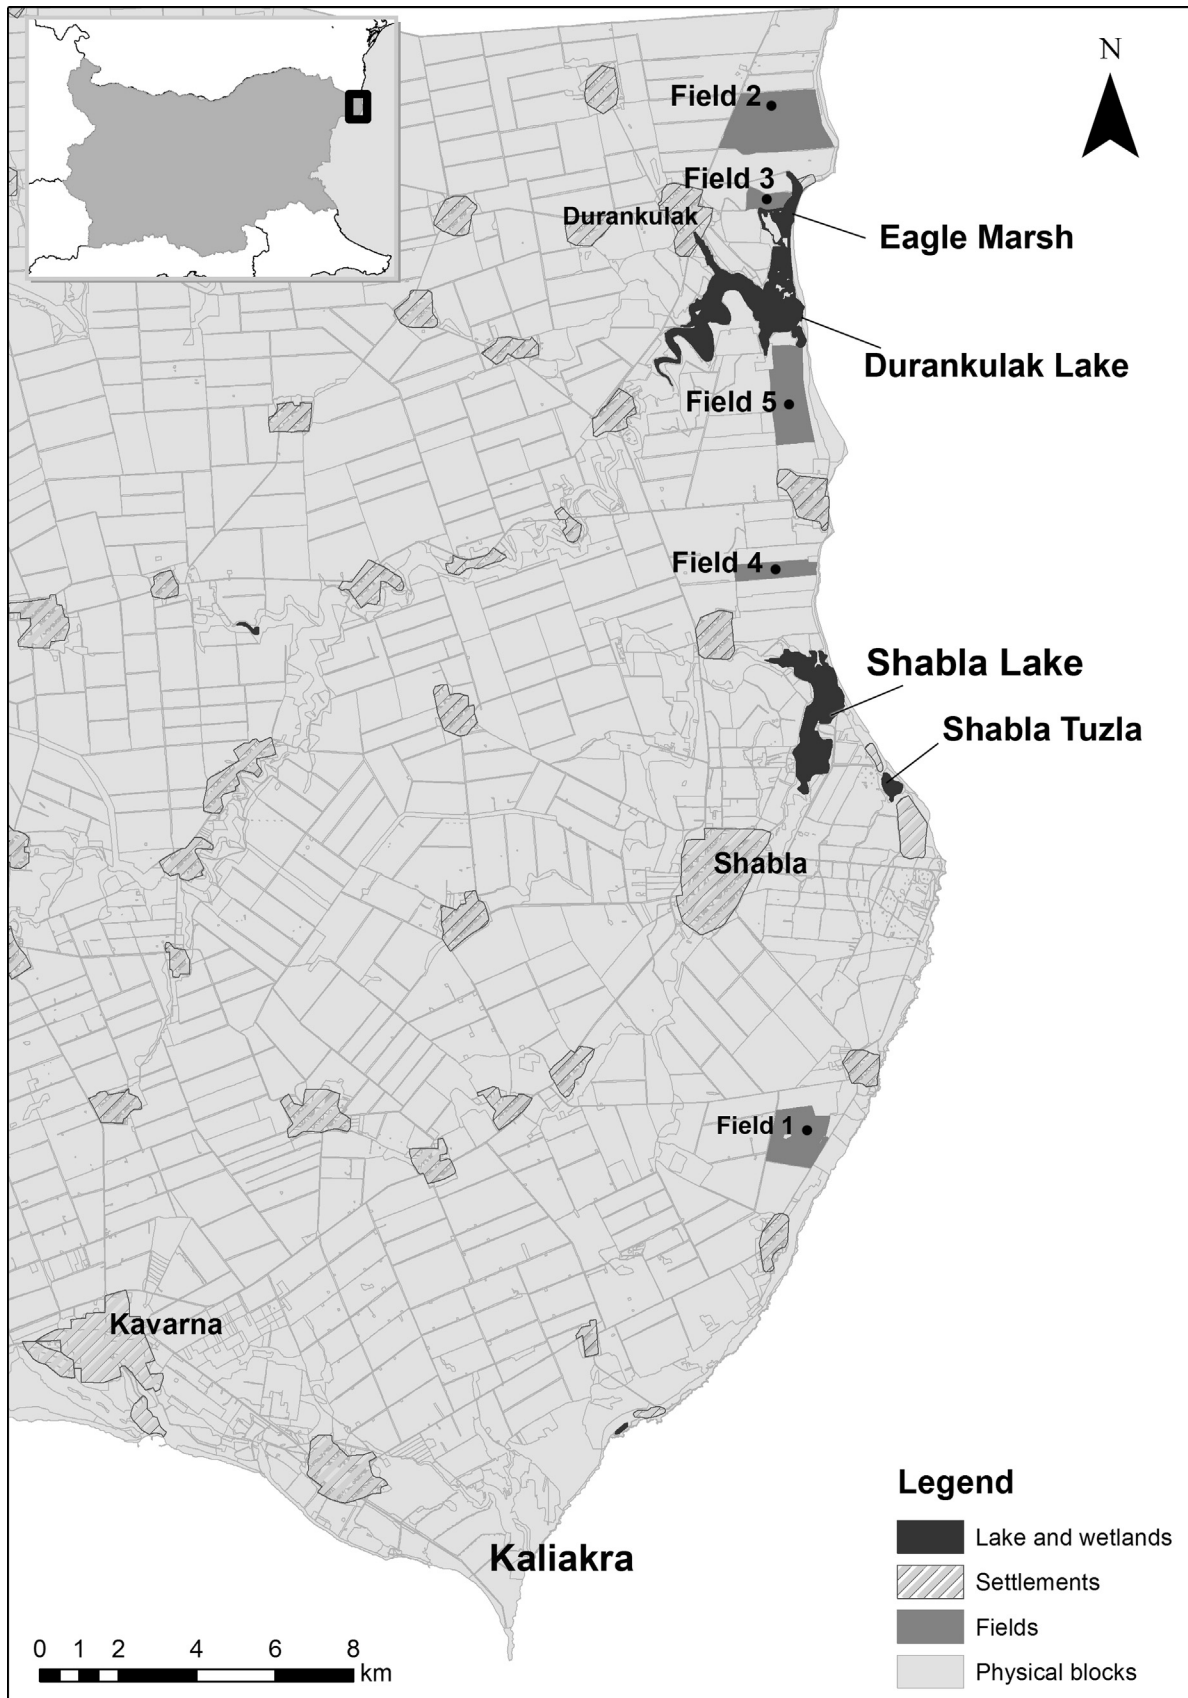 N
Field 2
Field 3
Durankulak
Eagle Marsh
Durankulak Lake
Field 5
Field 4
Shabla Lake
Shabla Tuzla
Shabla
Field 1
Kavarna
Kaliakra
Legend
Lake and wetlands
Settlements
Fields
Physical blocks
0 1 2 4 6 8
km